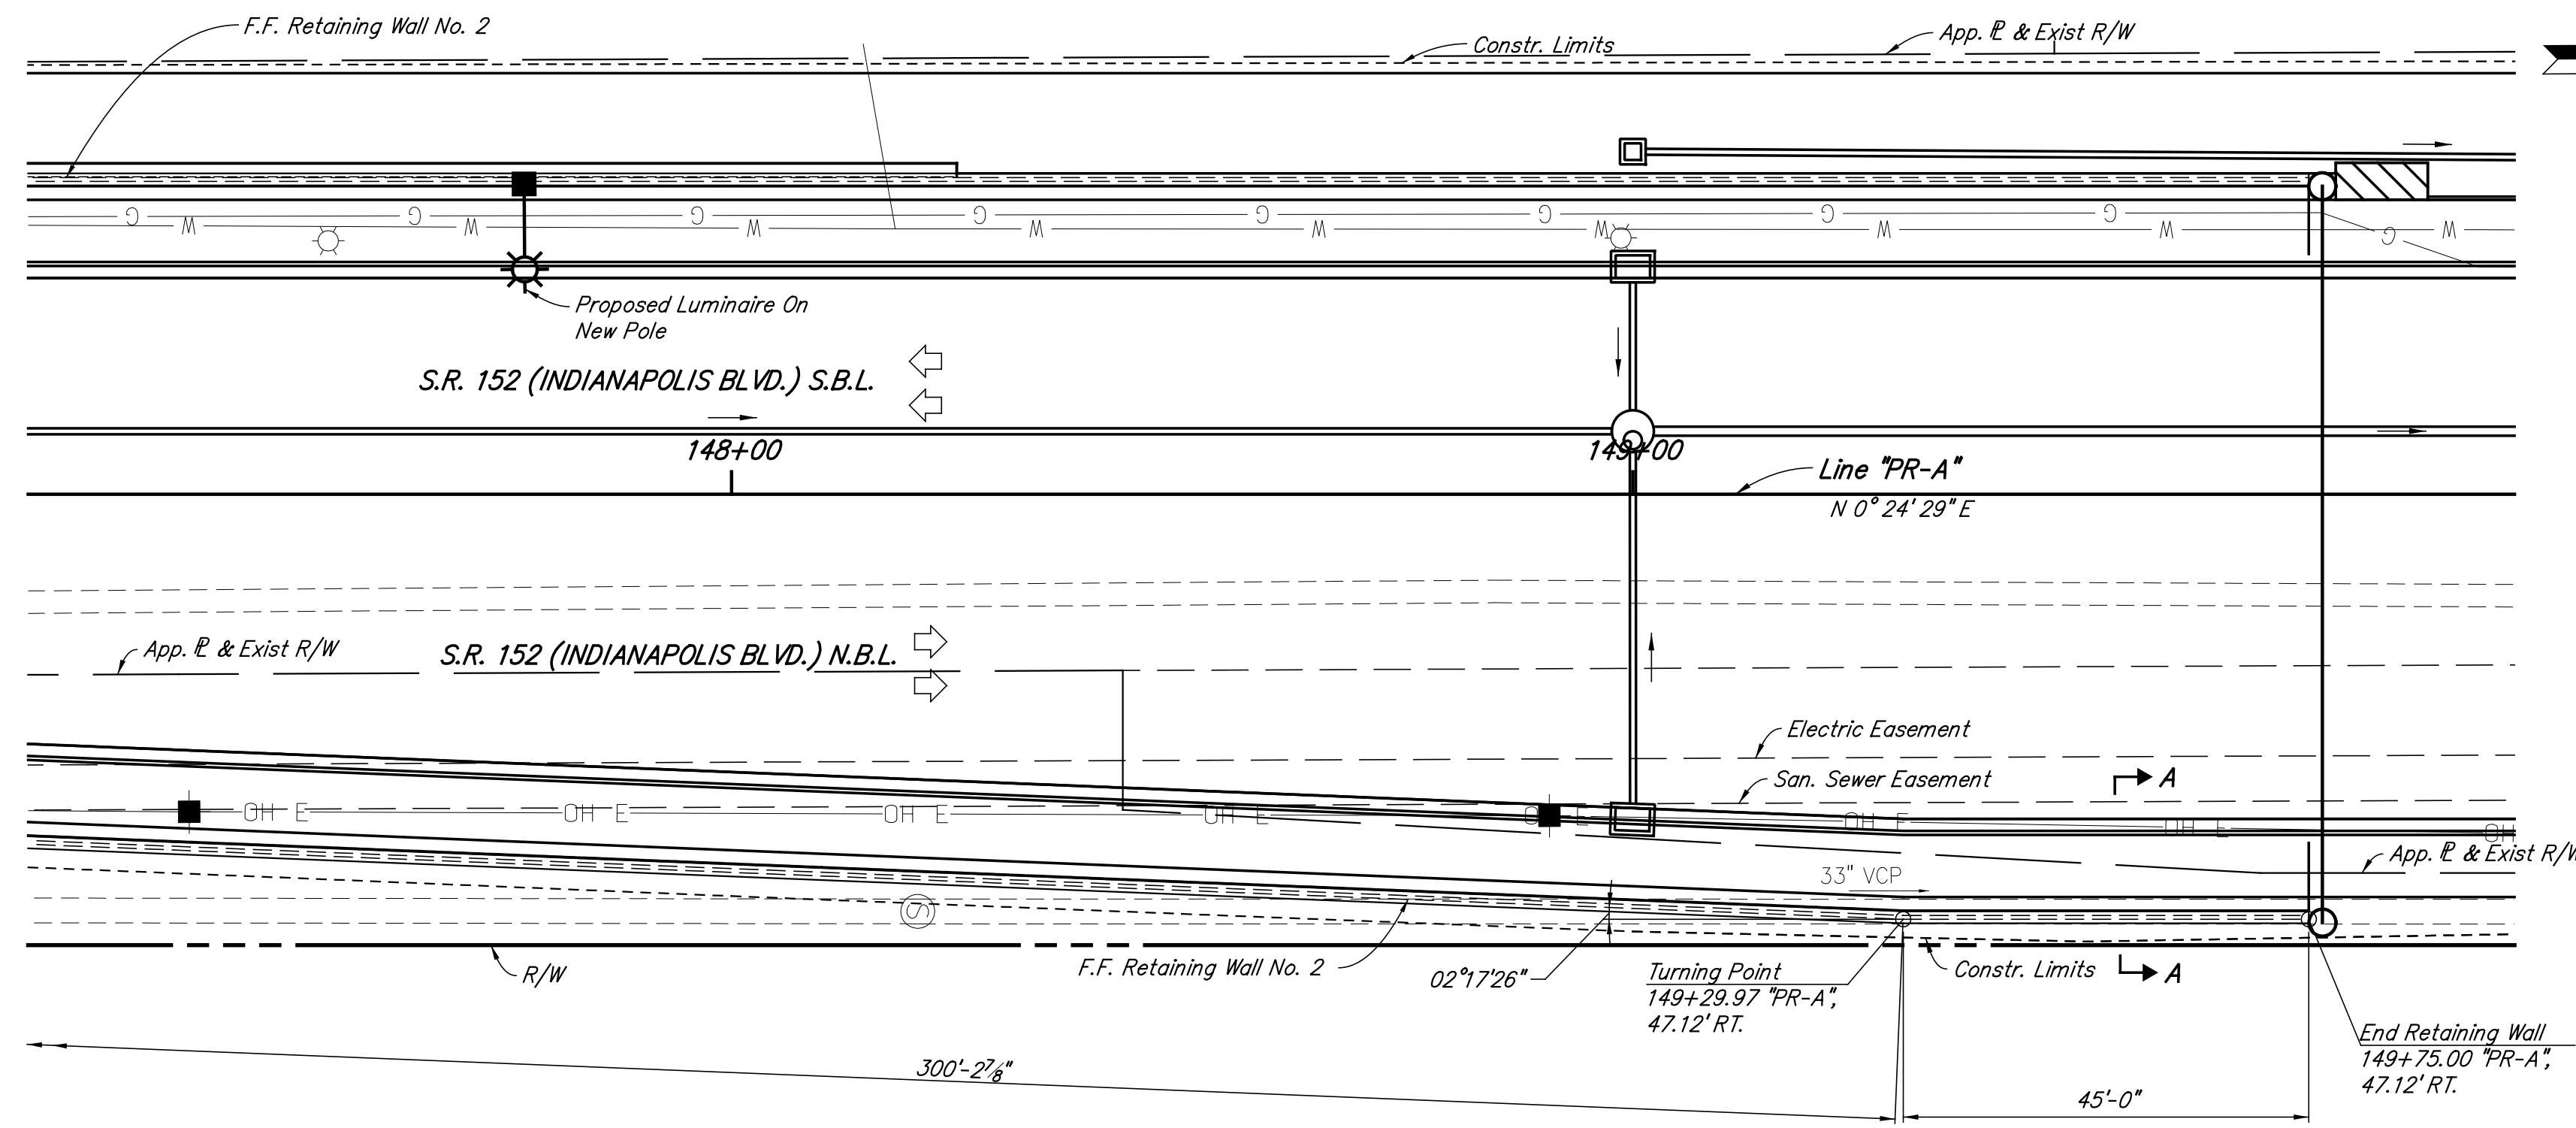 F.F. Retaining Wall No. 2
Constr. Limits
App. ⅊ & Exist R/W
G G G G G G G G G
W W W W W W W W W
Proposed Luminaire On
New Pole
S.R. 152 (INDIANAPOLIS BLVD.) S.B.L.
148+00
149+00
Line "PR-A"
N 0° 24' 29" E
App. ⅊ & Exist R/W
S.R. 152 (INDIANAPOLIS BLVD.) N.B.L.
Electric Easement
San. Sewer Easement
A
OH E OH E OH E OH E OH E OH E OH E OH
App. ⅊ & Exist R/W
33" VCP
S
R/W
F.F. Retaining Wall No. 2
02°17'26"
Turning Point
149+29.97 "PR-A",
47.12' RT.
Constr. Limits
A
End Retaining Wall
149+75.00 "PR-A",
47.12' RT.
300'-2⅞"
45'-0"